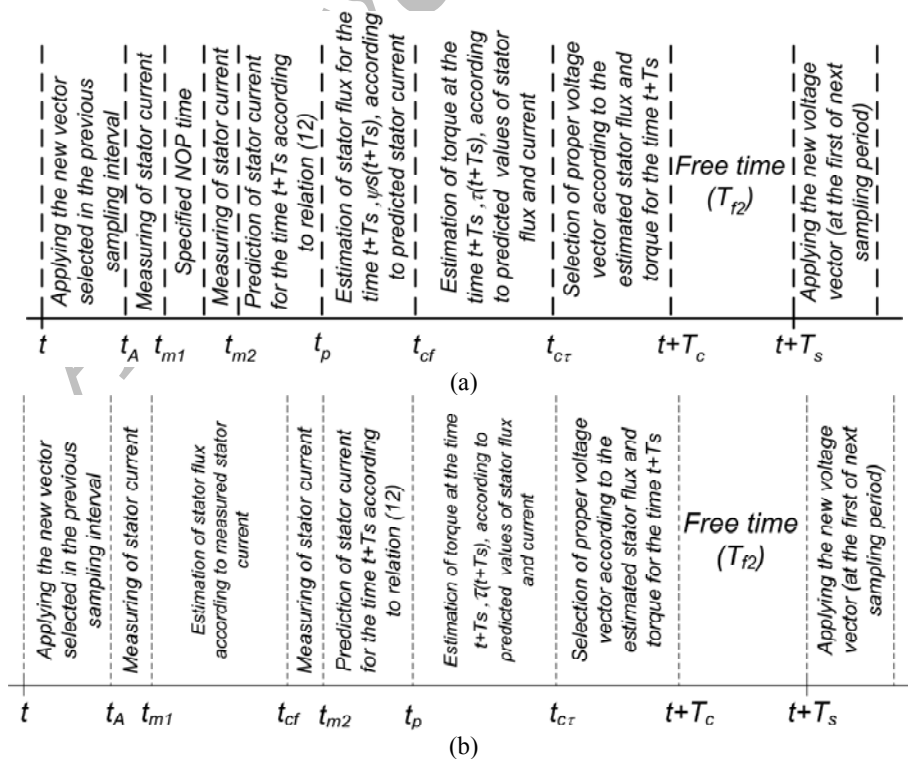 Applying the new vector
selected in the previous
sampling interval
Measuring of stator current
Specified NOP time
Measuring of stator current
Prediction of stator current
for the time t+Ts according
to relation (12)
Estimation of stator flux for the
time t+Ts ,ψs(t+Ts), according
to predicted stator current
Estimation of torque at the
time t+Ts ,τ(t+Ts), according
to predicted values of stator
flux and current
Selection of proper voltage
vector according to the
estimated stator flux and
torque for the time t+Ts
Free time
(Tf2)
Applying the new voltage
vector (at the first of next
sampling period)
t tA tm1 tm2 tp tcf tcτ t+Tc t+Ts
(a)
Applying the new vector
selected in the previous
sampling interval
Measuring of stator current
Estimation of stator flux
according to measured stator
current
Measuring of stator current
Prediction of stator current
for the time t+Ts according
to relation (12)
Estimation of torque at the time
t+Ts ,τ(t+Ts), according to
predicted values of stator flux
and current
Selection of proper voltage
vector according to the
estimated stator flux and
torque for the time t+Ts
Free time
(Tf2)
Applying the new voltage
vector (at the first of next
sampling period)
t tA tm1 tcf tm2 tp tcτ t+Tc t+Ts
(b)